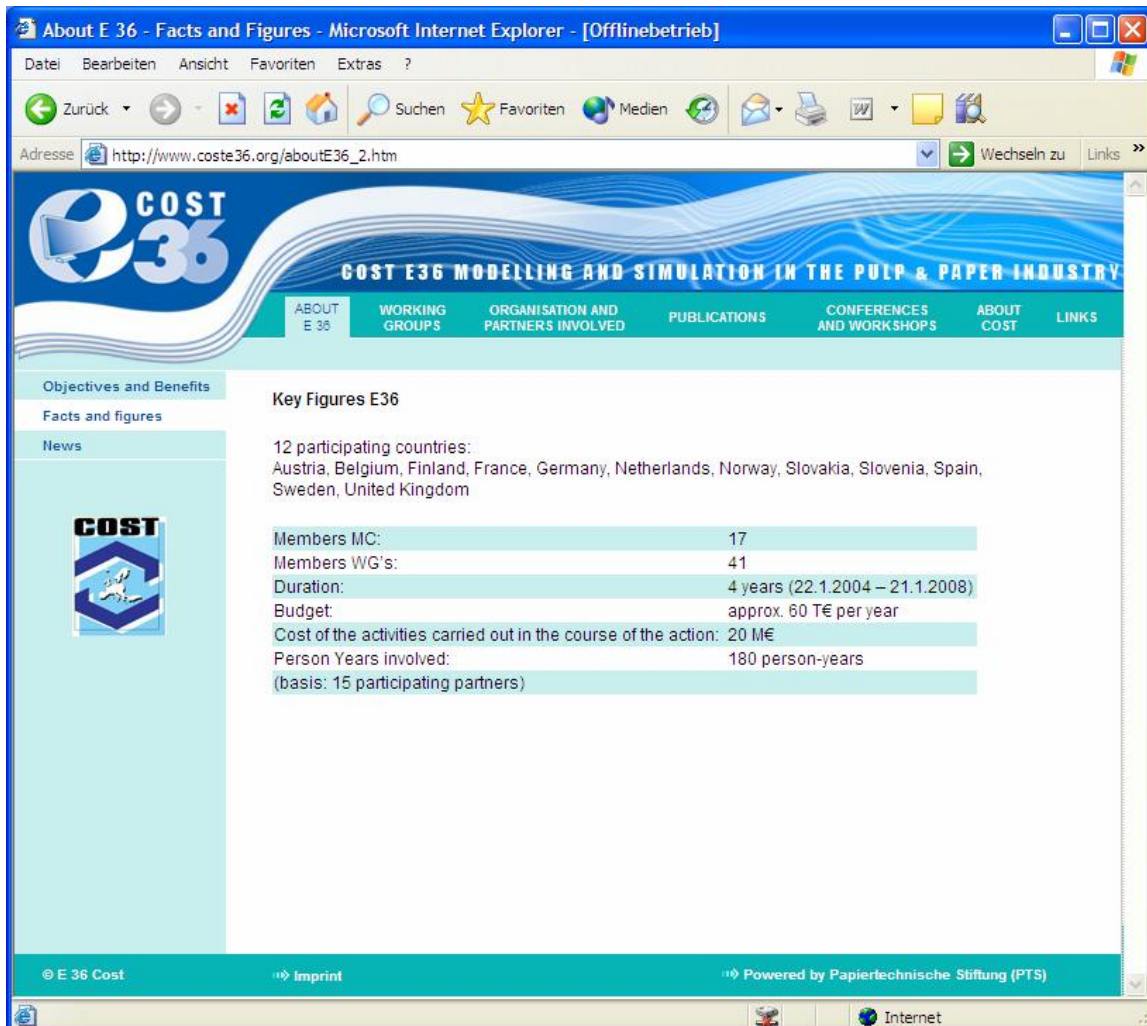 About E 36 - Facts and Figures - Microsoft Internet Explorer - [Offlinebetrieb]
Datei Bearbeiten Ansicht Favoriten Extras ?
Zurück Suchen Favoriten Medien
Adresse http://www.coste36.org/aboutE36_2.htm Wechseln zu Links »
e COST
36
COST E36 MODELLING AND SIMULATION IN THE PULP & PAPER INDUSTRY
ABOUT E 36 WORKING GROUPS ORGANISATION AND PARTNERS INVOLVED PUBLICATIONS CONFERENCES AND WORKSHOPS ABOUT COST LINKS
Objectives and Benefits
Facts and figures
News
COST
Key Figures E36
12 participating countries:
Austria, Belgium, Finland, France, Germany, Netherlands, Norway, Slovakia, Slovenia, Spain,
Sweden, United Kingdom
Members MC: 17
Members WG's: 41
Duration: 4 years (22.1.2004 – 21.1.2008)
Budget: approx. 60 T€ per year
Cost of the activities carried out in the course of the action: 20 M€
Person Years involved: 180 person-years
(basis: 15 participating partners)
© E 36 Cost Imprint Powered by Papiertechnische Stiftung (PTS)
Internet